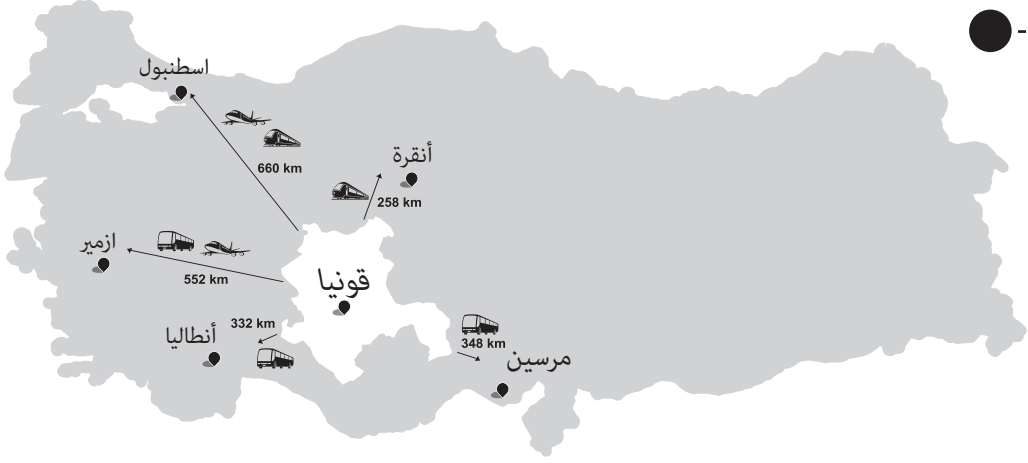 اسطنبول
660 km
أنقرة
258 km
ازمير
552 km
قونيا
332 km
أنطاليا
348 km
مرسين